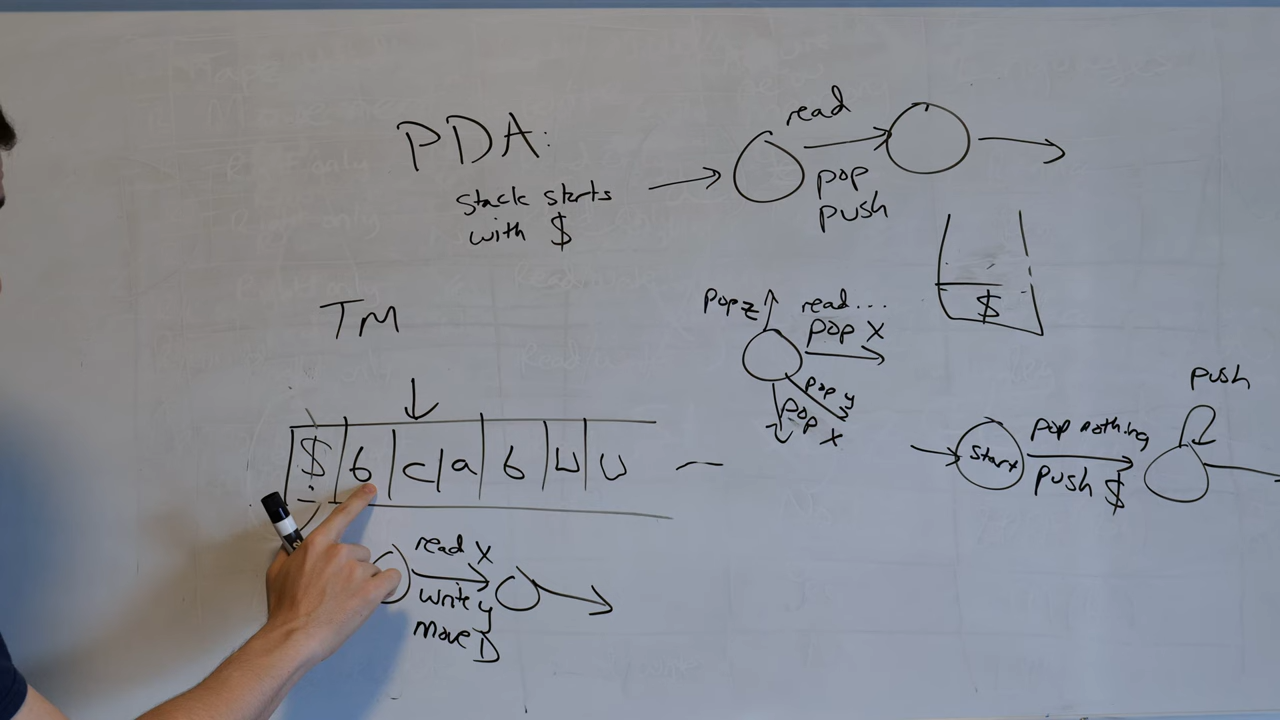 PDA:
stack starts
with $
read
pop
push
$
TM
$ b c a b ⊔ ⊔
read X
write y
move D
pop z
read...
pop X
pop y
pop X
start
pop nothing
push $
push